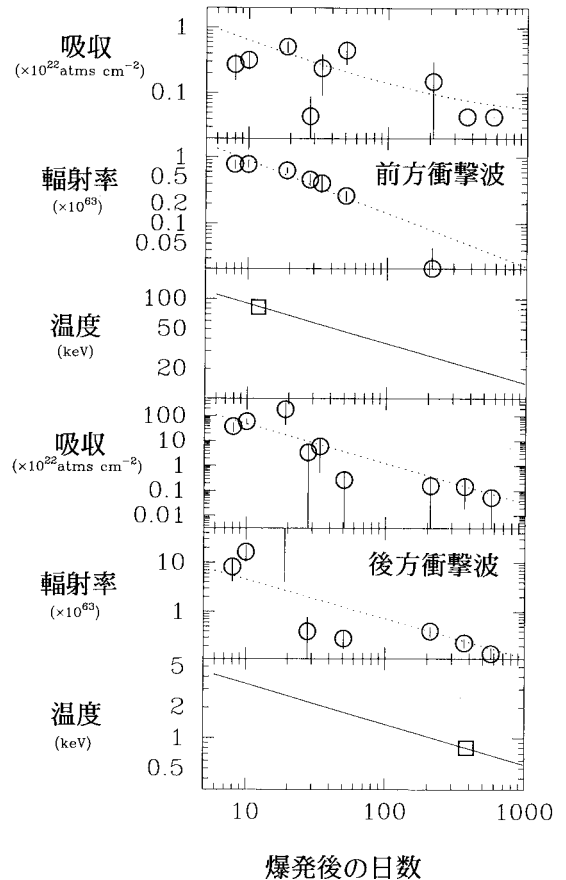 1
吸収
(×10²²atms cm⁻²)
0.1
1
輻射率
0.5
前方衝撃波
(×10⁶³)
0.2
0.1
0.05
100
温度
50
(keV)
20
100
吸収
10
(×10²²atms cm⁻²)
1
0.1
0.01
10
輻射率
後方衝撃波
(×10⁶³)
1
5
温度
2
(keV)
1
0.5
10 100 1000
爆発後の日数